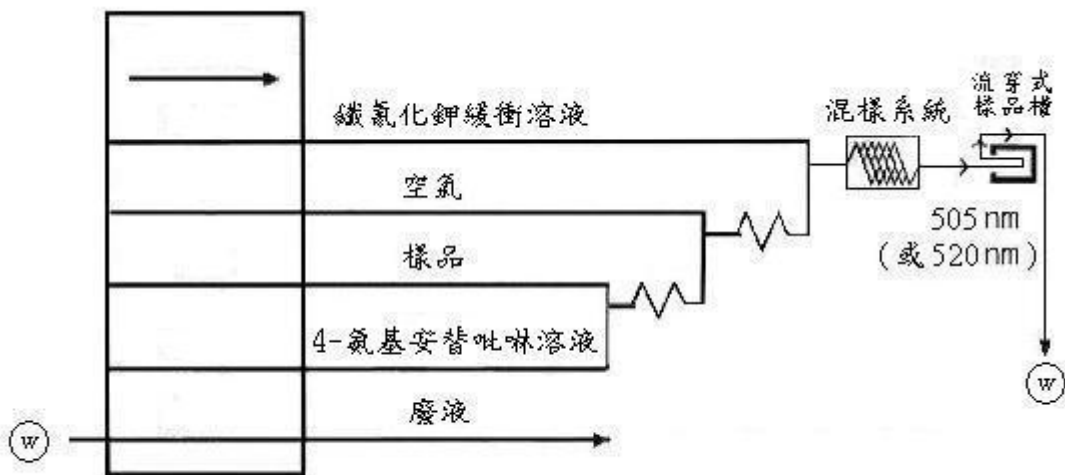 流穿式
樣品槽
混樣系統
鐵氰化鉀緩衝溶液
空氣
505 nm
(或 520 nm)
樣品
4-氨基安替吡啉溶液
W
廢液
W